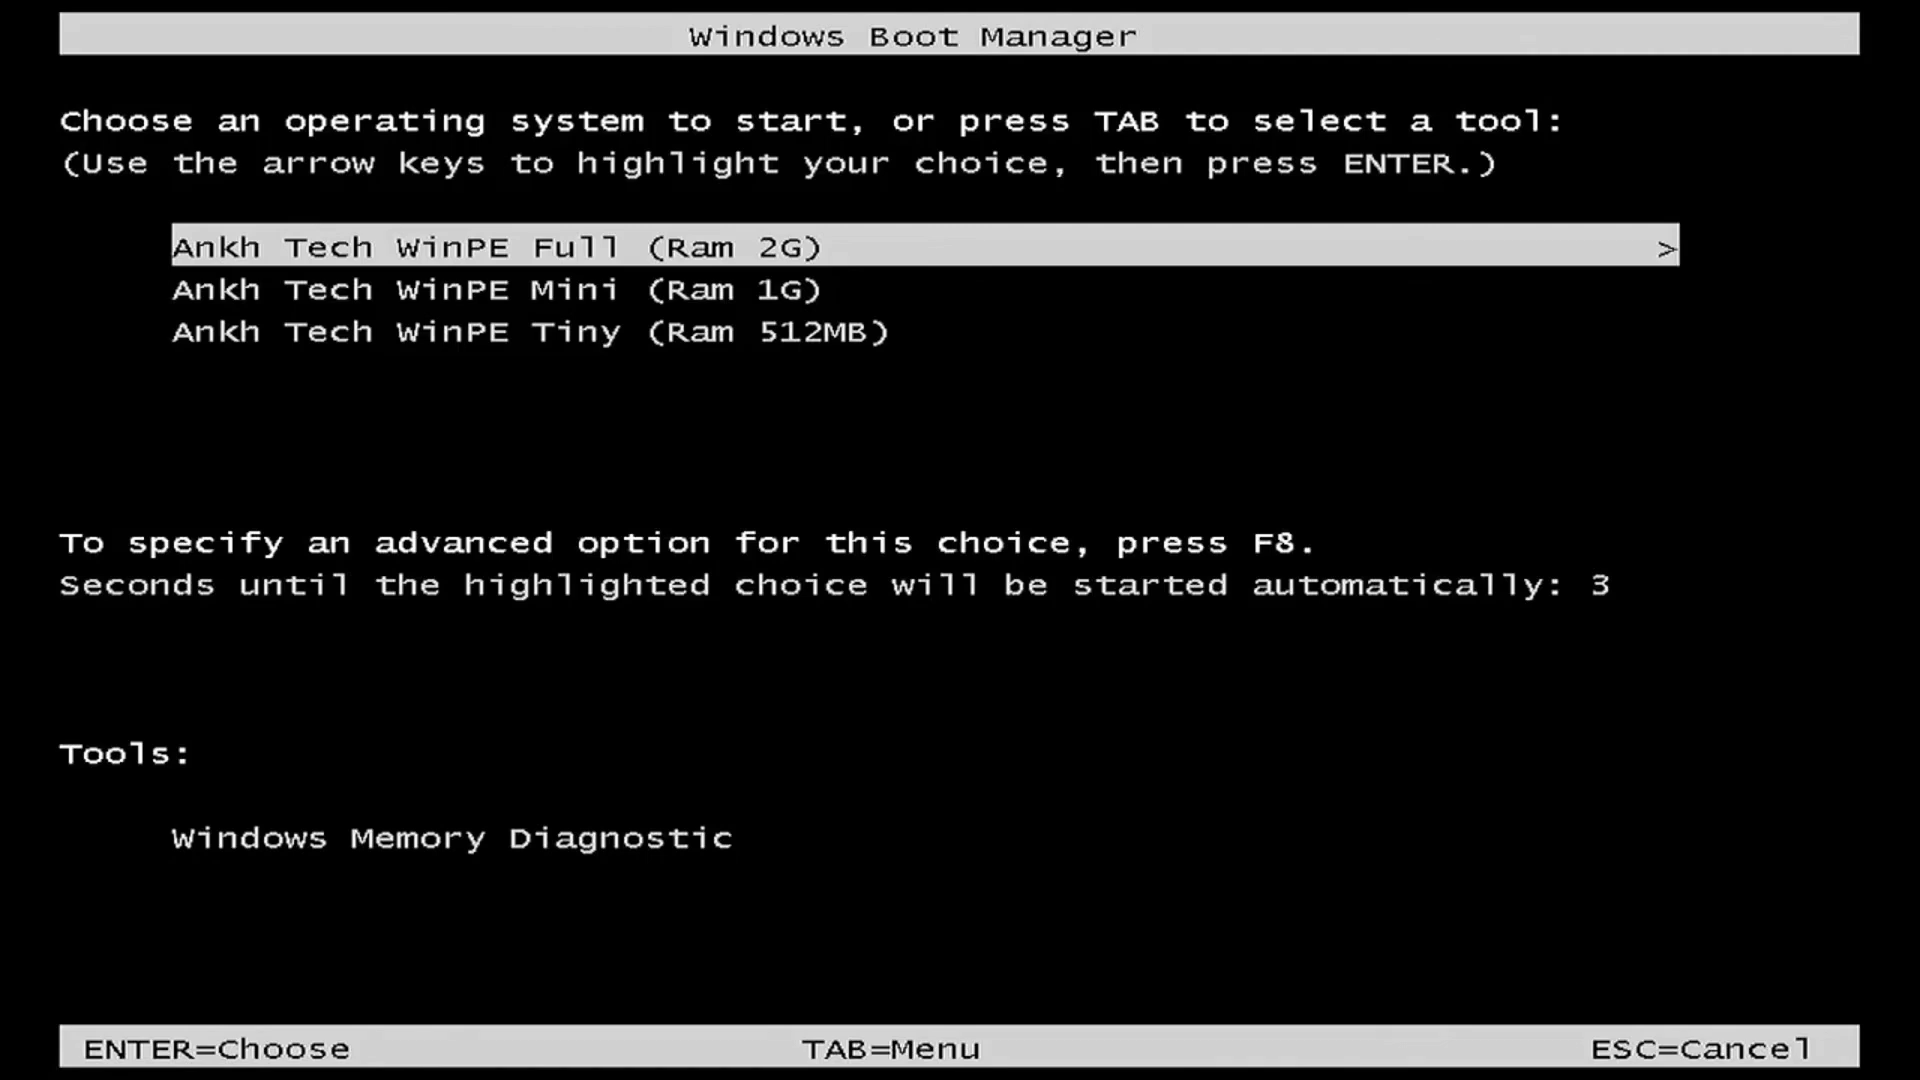 Windows Boot Manager
Choose an operating system to start, or press TAB to select a tool:
(Use the arrow keys to highlight your choice, then press ENTER.)
Ankh Tech WinPE Full (Ram 2G) >
Ankh Tech WinPE Mini (Ram 1G)
Ankh Tech WinPE Tiny (Ram 512MB)
To specify an advanced option for this choice, press F8.
Seconds until the highlighted choice will be started automatically: 3
Tools:
Windows Memory Diagnostic
ENTER=Choose TAB=Menu ESC=Cancel